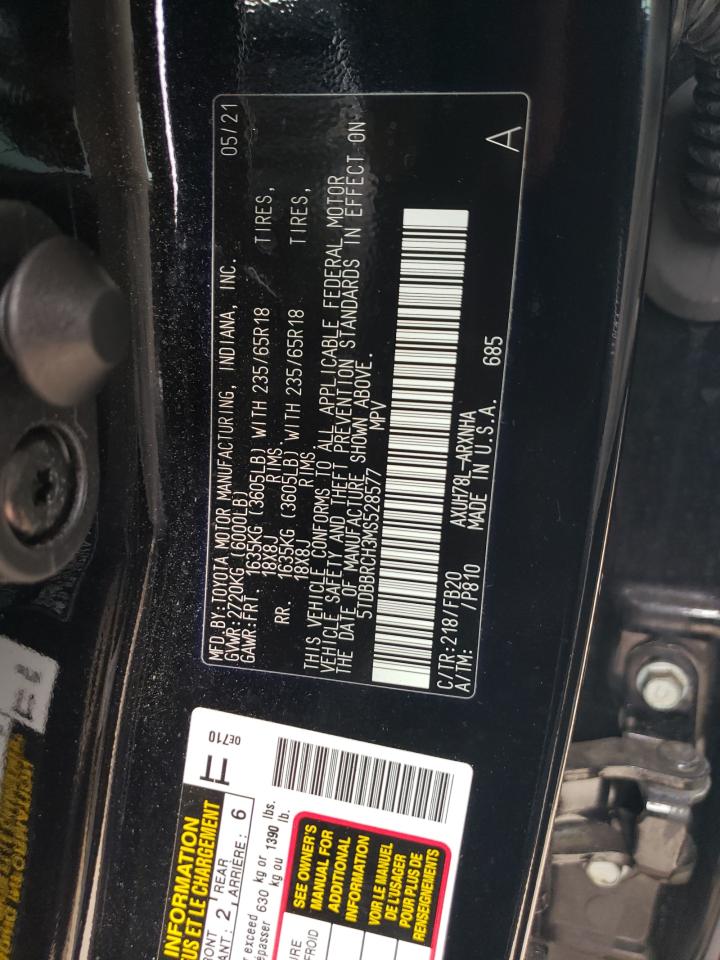 MFD.BY:TOYOTA MOTOR MANUFACTURING, INDIANA, INC. 05/21
GVWR:2720KG (6000LB)
GAWR:FRT. 1635KG (3605LB) WITH 235/65R18 TIRES,
18X8J RIMS
RR. 1635KG (3605LB) WITH 235/65R18 TIRES,
18X8J RIMS
THIS VEHICLE CONFORMS TO ALL APPLICABLE FEDERAL MOTOR
VEHICLE SAFETY AND THEFT PREVENTION STANDARDS IN EFFECT ON
THE DATE OF MANUFACTURE SHOWN ABOVE.
5TDBBRCH3MS528577 MPV
C/TR:218 /FB20 AXUH78L-ARXNHA
A/TM: /P810 MADE IN U.S.A. 685 A
0E710
INFORMATION
US ET LE CHARGEMENT
RONT 2 REAR 6
ANT: ARRIÈRE:
r exceed 630 kg or 1390 lbs.
épasser kg ou lb.
SEE OWNER'S
MANUAL FOR
ADDITIONAL
INFORMATION
VOIR LE MANUEL
DE L'USAGER
POUR PLUS DE
RENSEIGNEMENTS
URE
FROID